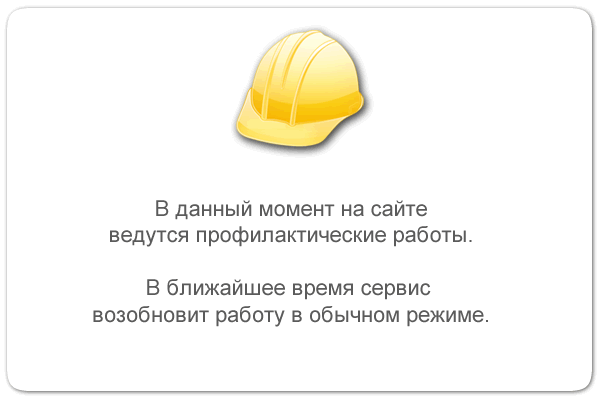 В данный момент на сайте
ведутся профилактические работы.
В ближайшее время сервис
возобновит работу в обычном режиме.